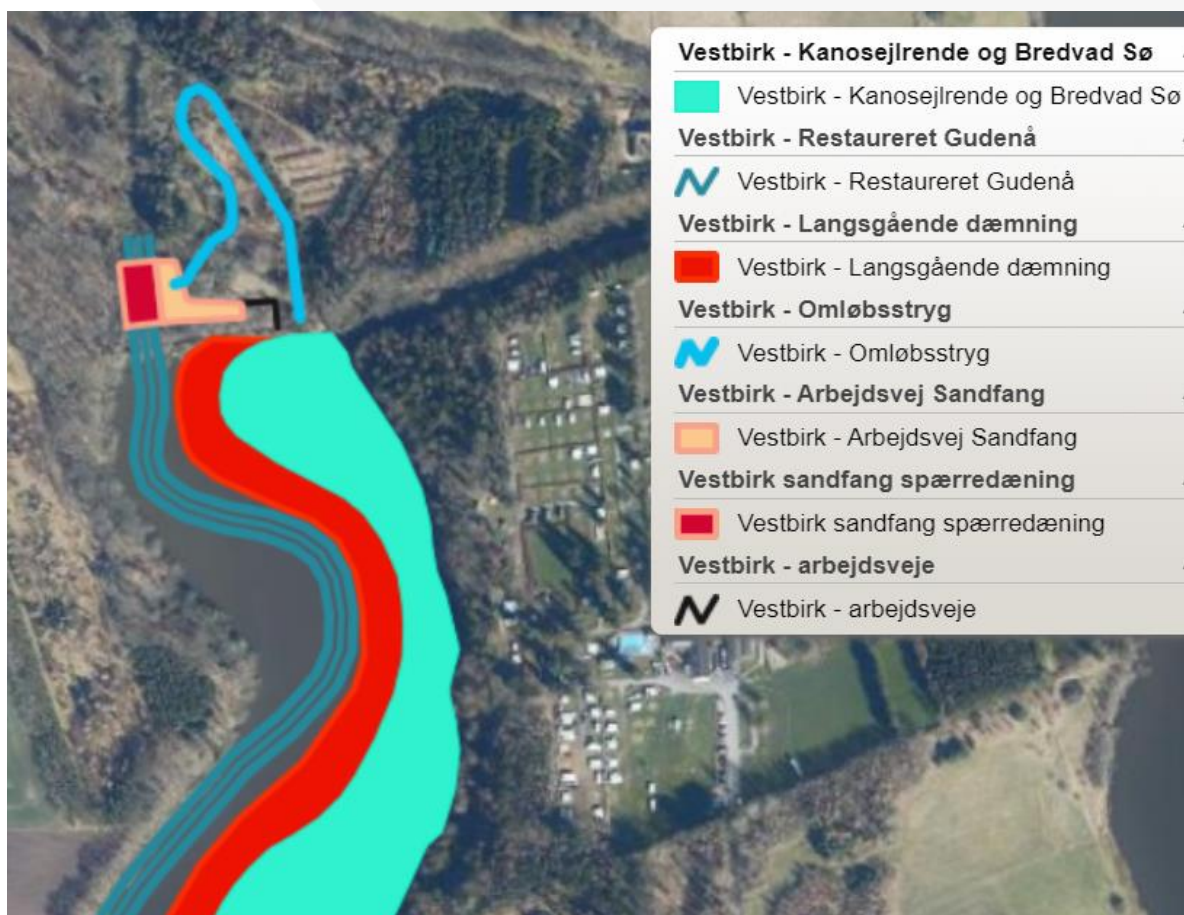 Vestbirk - Kanosejlrende og Bredvad Sø
Vestbirk - Kanosejlrende og Bredvad Sø
Vestbirk - Restaureret Gudenå
Vestbirk - Restaureret Gudenå
Vestbirk - Langsgående dæmning
Vestbirk - Langsgående dæmning
Vestbirk - Omløbsstryg
Vestbirk - Omløbsstryg
Vestbirk - Arbejdsvej Sandfang
Vestbirk - Arbejdsvej Sandfang
Vestbirk sandfang spærredæning
Vestbirk sandfang spærredæning
Vestbirk - arbejdsveje
Vestbirk - arbejdsveje